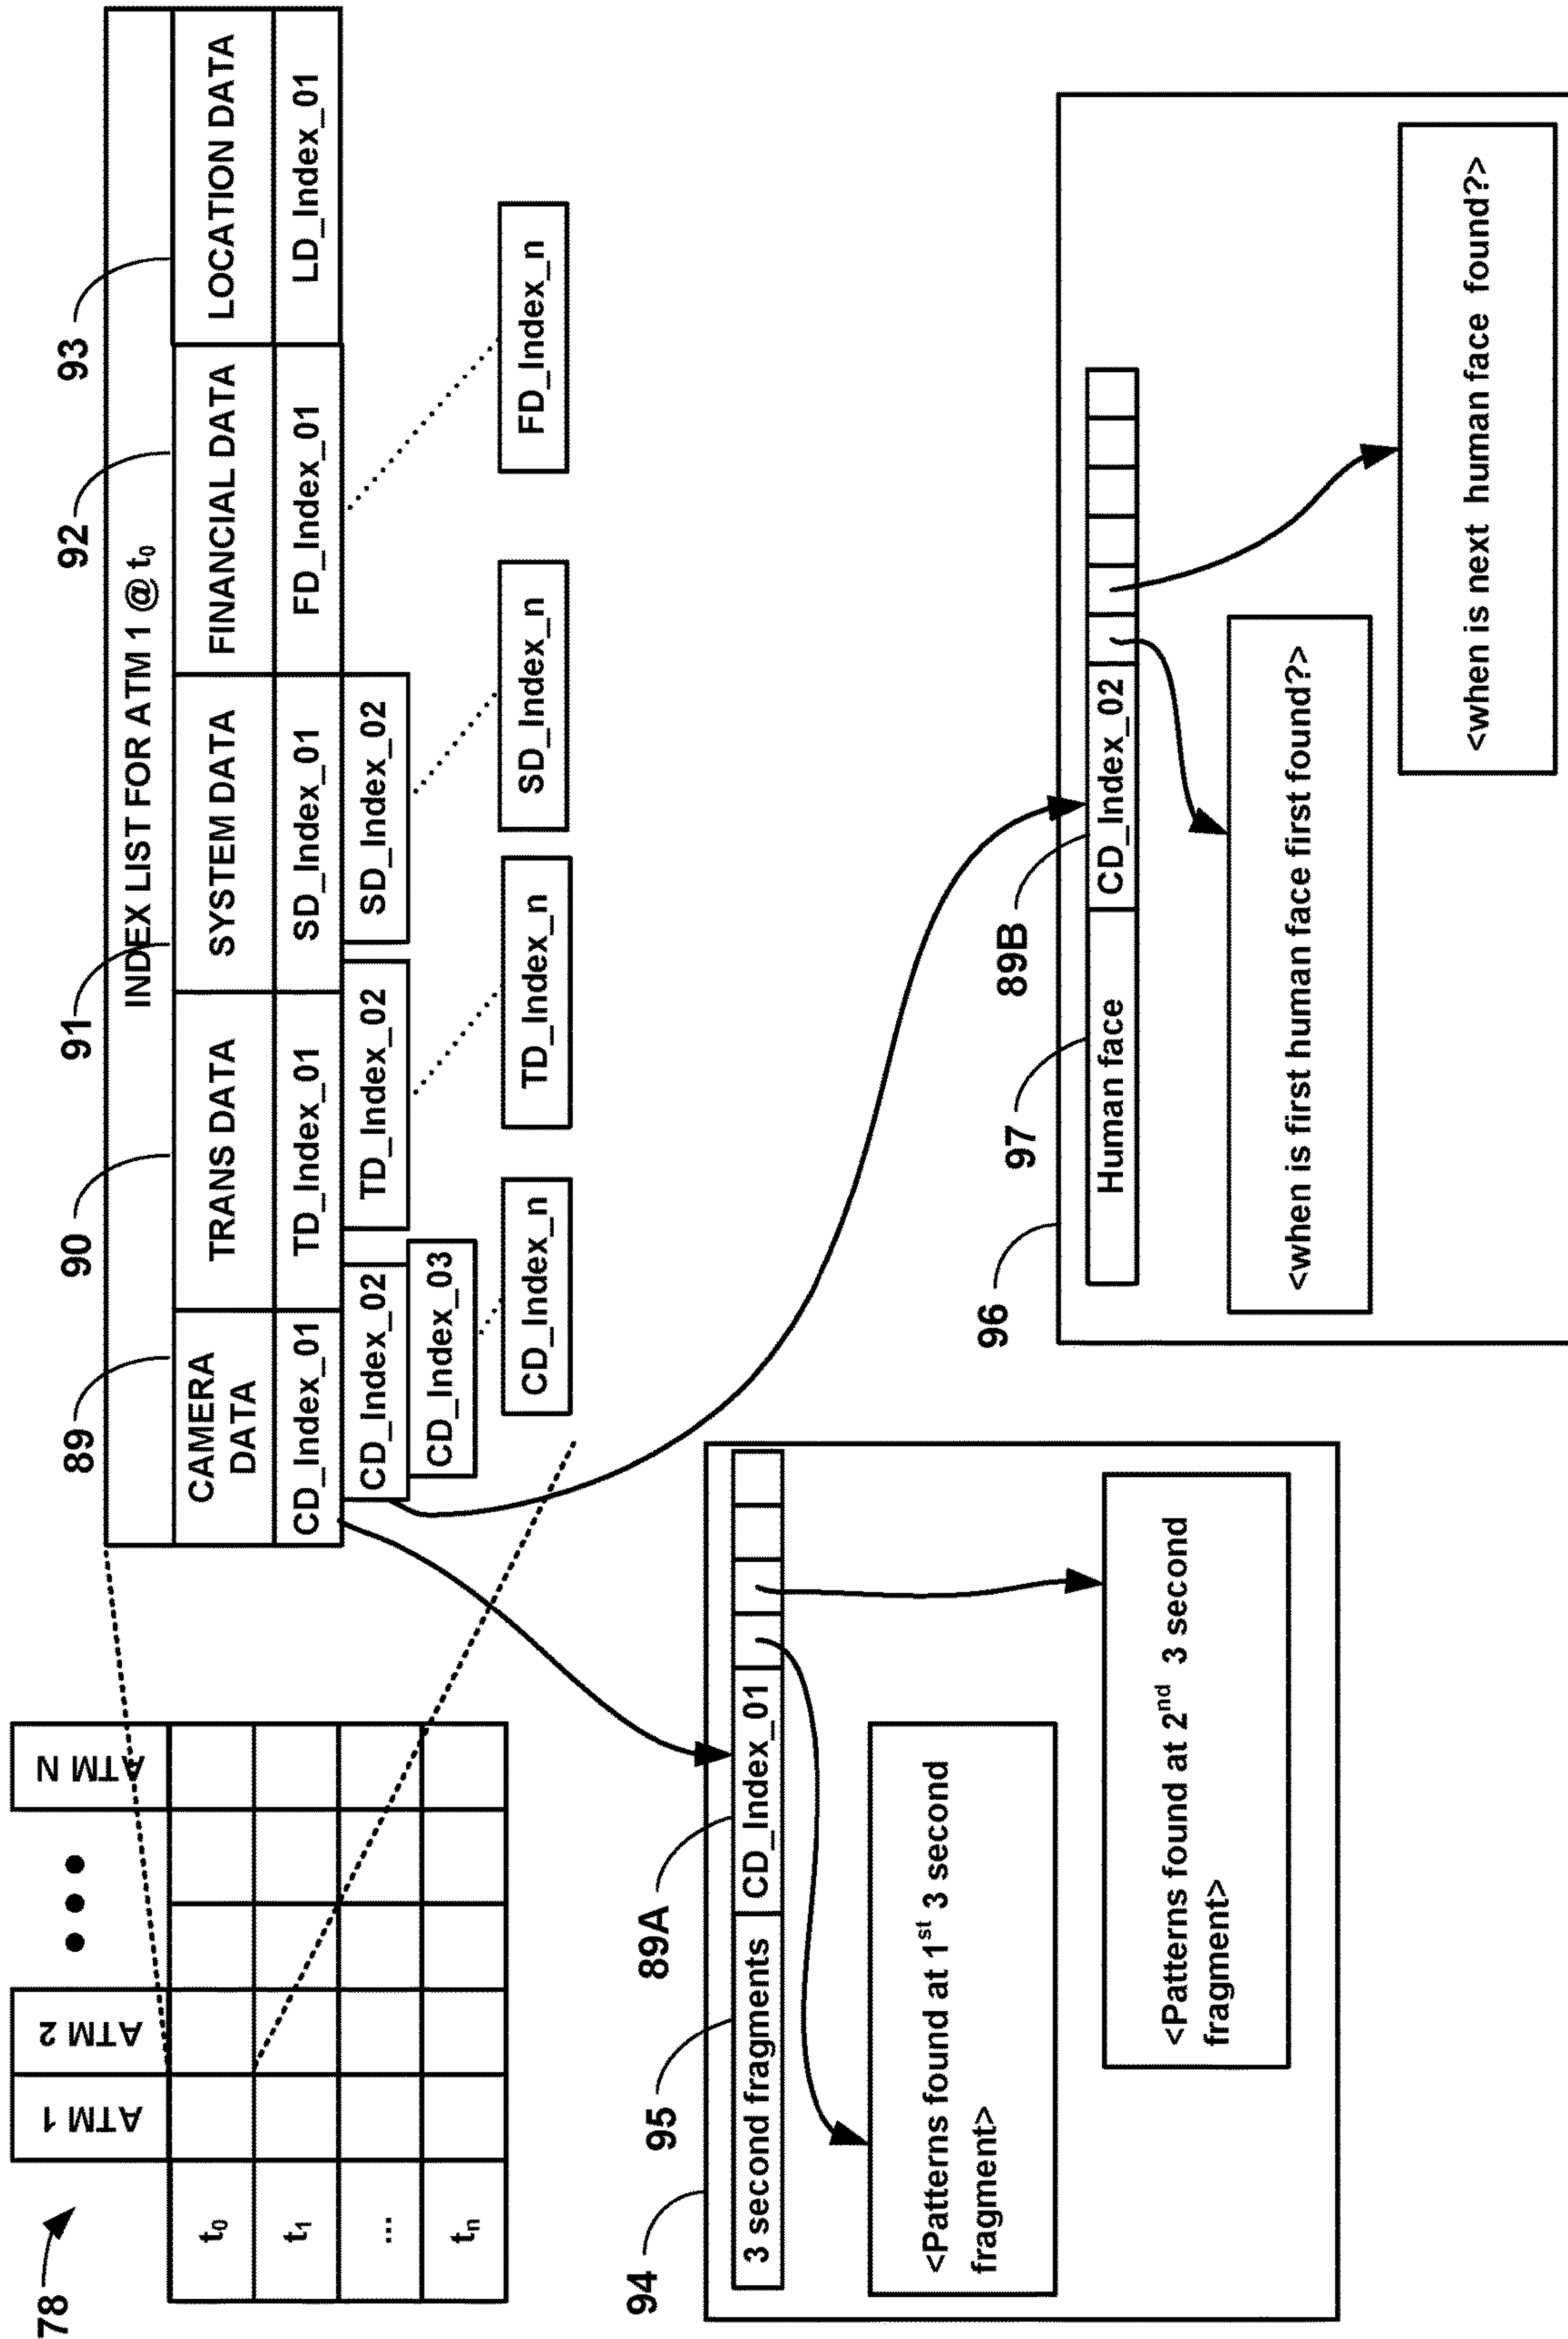 78
ATM 1
ATM 2
ATM N
t0
t1
...
tn
INDEX LIST FOR ATM 1 @ t0
89
90
91
92
93
CAMERA
DATA
TRANS DATA
SYSTEM DATA
FINANCIAL DATA
LOCATION DATA
CD_Index_01
TD_Index_01
SD_Index_01
FD_Index_01
LD_Index_01
CD_Index_02
TD_Index_02
SD_Index_02
CD_Index_03
CD_Index_n
TD_Index_n
SD_Index_n
FD_Index_n
94
95
89A
3 second fragments
CD_Index_01
<Patterns found at 1st 3 second
fragment>
<Patterns found at 2nd 3 second
fragment>
96
97
89B
Human face
CD_Index_02
<when is first human face first found?>
<when is next human face found?>